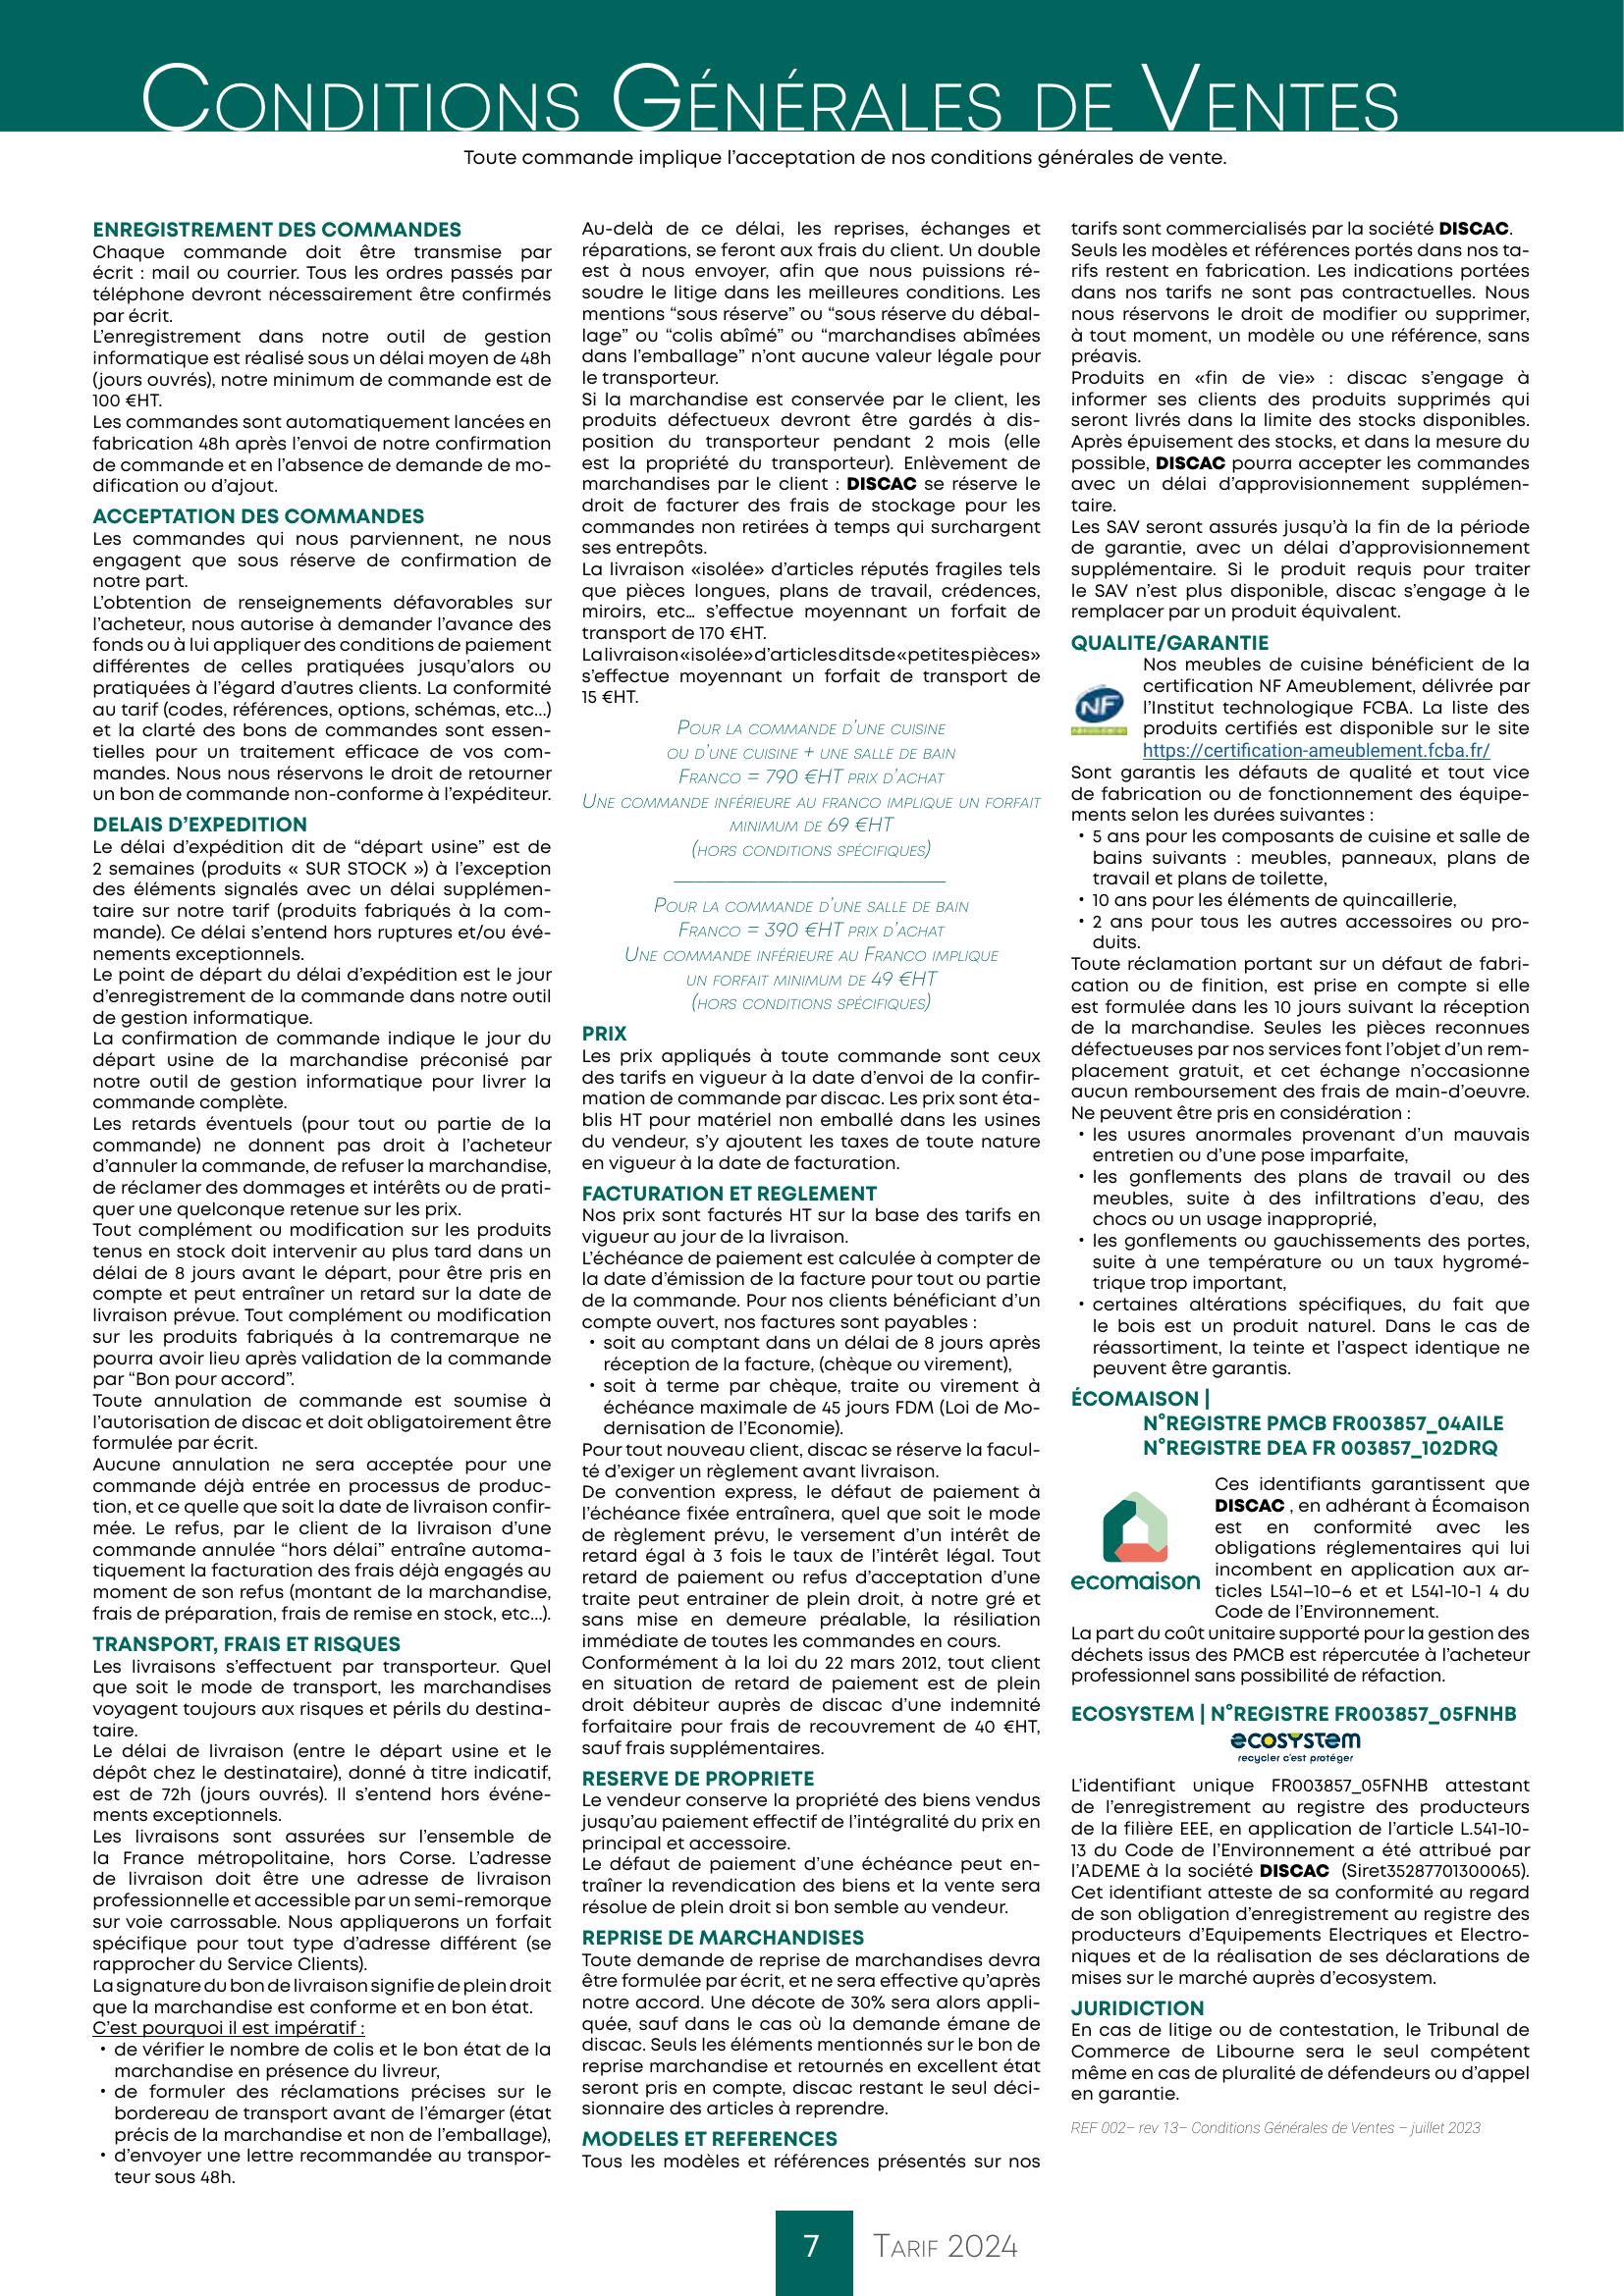 Conditions Générales de Ventes
Toute commande implique l'acceptation de nos conditions générales de vente.
ENREGISTREMENT DES COMMANDES
Chaque commande doit être transmise par
écrit : mail ou courrier. Tous les ordres passés par
téléphone devront nécessairement être confirmés
par écrit.
L'enregistrement dans notre outil de gestion
informatique est réalisé sous un délai moyen de 48h
(jours ouvrés), notre minimum de commande est de
100 €HT.
Les commandes sont automatiquement lancées en
fabrication 48h après l'envoi de notre confirmation
de commande et en l'absence de demande de mo-
dification ou d'ajout.
ACCEPTATION DES COMMANDES
Les commandes qui nous parviennent, ne nous
engagent que sous réserve de confirmation de
notre part.
L'obtention de renseignements défavorables sur
l'acheteur, nous autorise à demander l'avance des
fonds ou à lui appliquer des conditions de paiement
différentes de celles pratiquées jusqu'alors ou
pratiquées à l'égard d'autres clients. La conformité
au tarif (codes, références, options, schémas, etc...)
et la clarté des bons de commandes sont essen-
tielles pour un traitement efficace de vos com-
mandes. Nous nous réservons le droit de retourner
un bon de commande non-conforme à l'expéditeur.
DELAIS D'EXPEDITION
Le délai d'expédition dit de "départ usine" est de
2 semaines (produits « SUR STOCK ») à l'exception
des éléments signalés avec un délai supplémen-
taire sur notre tarif (produits fabriqués à la com-
mande). Ce délai s'entend hors ruptures et/ou évé-
nements exceptionnels.
Le point de départ du délai d'expédition est le jour
d'enregistrement de la commande dans notre outil
de gestion informatique.
La confirmation de commande indique le jour du
départ usine de la marchandise préconisé par
notre outil de gestion informatique pour livrer la
commande complète.
Les retards éventuels (pour tout ou partie de la
commande) ne donnent pas droit à l'acheteur
d'annuler la commande, de refuser la marchandise,
de réclamer des dommages et intérêts ou de prati-
quer une quelconque retenue sur les prix.
Tout complément ou modification sur les produits
tenus en stock doit intervenir au plus tard dans un
délai de 8 jours avant le départ, pour être pris en
compte et peut entraîner un retard sur la date de
livraison prévue. Tout complément ou modification
sur les produits fabriqués à la contremarque ne
pourra avoir lieu après validation de la commande
par "Bon pour accord".
Toute annulation de commande est soumise à
l'autorisation de discac et doit obligatoirement être
formulée par écrit.
Aucune annulation ne sera acceptée pour une
commande déjà entrée en processus de produc-
tion, et ce quelle que soit la date de livraison confir-
mée. Le refus, par le client de la livraison d'une
commande annulée "hors délai" entraîne automa-
tiquement la facturation des frais déjà engagés au
moment de son refus (montant de la marchandise,
frais de préparation, frais de remise en stock, etc...).
TRANSPORT, FRAIS ET RISQUES
Les livraisons s'effectuent par transporteur. Quel
que soit le mode de transport, les marchandises
voyagent toujours aux risques et périls du destina-
taire.
Le délai de livraison (entre le départ usine et le
dépôt chez le destinataire), donné à titre indicatif,
est de 72h (jours ouvrés). Il s'entend hors événe-
ments exceptionnels.
Les livraisons sont assurées sur l'ensemble de
la France métropolitaine, hors Corse. L'adresse
de livraison doit être une adresse de livraison
professionnelle et accessible par un semi-remorque
sur voie carrossable. Nous appliquerons un forfait
spécifique pour tout type d'adresse différent (se
rapprocher du Service Clients).
La signature du bon de livraison signifie de plein droit
que la marchandise est conforme et en bon état.
C'est pourquoi il est impératif :
• de vérifier le nombre de colis et le bon état de la
marchandise en présence du livreur,
• de formuler des réclamations précises sur le
bordereau de transport avant de l'émarger (état
précis de la marchandise et non de l'emballage),
• d'envoyer une lettre recommandée au transpor-
teur sous 48h.
Au-delà de ce délai, les reprises, échanges et
réparations, se feront aux frais du client. Un double
est à nous envoyer, afin que nous puissions ré-
soudre le litige dans les meilleures conditions. Les
mentions "sous réserve" ou "sous réserve du débal-
lage" ou "colis abîmé" ou "marchandises abîmées
dans l'emballage" n'ont aucune valeur légale pour
le transporteur.
Si la marchandise est conservée par le client, les
produits défectueux devront être gardés à dis-
position du transporteur pendant 2 mois (elle
est la propriété du transporteur). Enlèvement de
marchandises par le client : DISCAC se réserve le
droit de facturer des frais de stockage pour les
commandes non retirées à temps qui surchargent
ses entrepôts.
La livraison «isolée» d'articles réputés fragiles tels
que pièces longues, plans de travail, crédences,
miroirs, etc... s'effectue moyennant un forfait de
transport de 170 €HT.
La livraison «isolée» d'articles dits de «petites pièces»
s'effectue moyennant un forfait de transport de
15 €HT.
Pour la commande d'une cuisine
ou d'une cuisine + une salle de bain
Franco = 790 €HT prix d'achat
Une commande inférieure au franco implique un forfait
minimum de 69 €HT
(hors conditions spécifiques)
Pour la commande d'une salle de bain
Franco = 390 €HT prix d'achat
Une commande inférieure au Franco implique
un forfait minimum de 49 €HT
(hors conditions spécifiques)
PRIX
Les prix appliqués à toute commande sont ceux
des tarifs en vigueur à la date d'envoi de la confir-
mation de commande par discac. Les prix sont éta-
blis HT pour matériel non emballé dans les usines
du vendeur, s'y ajoutent les taxes de toute nature
en vigueur à la date de facturation.
FACTURATION ET REGLEMENT
Nos prix sont facturés HT sur la base des tarifs en
vigueur au jour de la livraison.
L'échéance de paiement est calculée à compter de
la date d'émission de la facture pour tout ou partie
de la commande. Pour nos clients bénéficiant d'un
compte ouvert, nos factures sont payables :
• soit au comptant dans un délai de 8 jours après
réception de la facture, (chèque ou virement),
• soit à terme par chèque, traite ou virement à
échéance maximale de 45 jours FDM (Loi de Mo-
dernisation de l'Economie).
Pour tout nouveau client, discac se réserve la facul-
té d'exiger un règlement avant livraison.
De convention express, le défaut de paiement à
l'échéance fixée entraînera, quel que soit le mode
de règlement prévu, le versement d'un intérêt de
retard égal à 3 fois le taux de l'intérêt légal. Tout
retard de paiement ou refus d'acceptation d'une
traite peut entrainer de plein droit, à notre gré et
sans mise en demeure préalable, la résiliation
immédiate de toutes les commandes en cours.
Conformément à la loi du 22 mars 2012, tout client
en situation de retard de paiement est de plein
droit débiteur auprès de discac d'une indemnité
forfaitaire pour frais de recouvrement de 40 €HT,
sauf frais supplémentaires.
RESERVE DE PROPRIETE
Le vendeur conserve la propriété des biens vendus
jusqu'au paiement effectif de l'intégralité du prix en
principal et accessoire.
Le défaut de paiement d'une échéance peut en-
traîner la revendication des biens et la vente sera
résolue de plein droit si bon semble au vendeur.
REPRISE DE MARCHANDISES
Toute demande de reprise de marchandises devra
être formulée par écrit, et ne sera effective qu'après
notre accord. Une décote de 30% sera alors appli-
quée, sauf dans le cas où la demande émane de
discac. Seuls les éléments mentionnés sur le bon de
reprise marchandise et retournés en excellent état
seront pris en compte, discac restant le seul déci-
sionnaire des articles à reprendre.
MODELES ET REFERENCES
Tous les modèles et références présentés sur nos
tarifs sont commercialisés par la société DISCAC.
Seuls les modèles et références portés dans nos ta-
rifs restent en fabrication. Les indications portées
dans nos tarifs ne sont pas contractuelles. Nous
nous réservons le droit de modifier ou supprimer,
à tout moment, un modèle ou une référence, sans
préavis.
Produits en «fin de vie» : discac s'engage à
informer ses clients des produits supprimés qui
seront livrés dans la limite des stocks disponibles.
Après épuisement des stocks, et dans la mesure du
possible, DISCAC pourra accepter les commandes
avec un délai d'approvisionnement supplémen-
taire.
Les SAV seront assurés jusqu'à la fin de la période
de garantie, avec un délai d'approvisionnement
supplémentaire. Si le produit requis pour traiter
le SAV n'est plus disponible, discac s'engage à le
remplacer par un produit équivalent.
QUALITE/GARANTIE
NF
Nos meubles de cuisine bénéficient de la
certification NF Ameublement, délivrée par
l'Institut technologique FCBA. La liste des
produits certifiés est disponible sur le site
https://certification-ameublement.fcba.fr/
Sont garantis les défauts de qualité et tout vice
de fabrication ou de fonctionnement des équipe-
ments selon les durées suivantes :
• 5 ans pour les composants de cuisine et salle de
bains suivants : meubles, panneaux, plans de
travail et plans de toilette,
• 10 ans pour les éléments de quincaillerie,
• 2 ans pour tous les autres accessoires ou pro-
duits.
Toute réclamation portant sur un défaut de fabri-
cation ou de finition, est prise en compte si elle
est formulée dans les 10 jours suivant la réception
de la marchandise. Seules les pièces reconnues
défectueuses par nos services font l'objet d'un rem-
placement gratuit, et cet échange n'occasionne
aucun remboursement des frais de main-d'oeuvre.
Ne peuvent être pris en considération :
• les usures anormales provenant d'un mauvais
entretien ou d'une pose imparfaite,
• les gonflements des plans de travail ou des
meubles, suite à des infiltrations d'eau, des
chocs ou un usage inapproprié,
• les gonflements ou gauchissements des portes,
suite à une température ou un taux hygromé-
trique trop important,
• certaines altérations spécifiques, du fait que
le bois est un produit naturel. Dans le cas de
réassortiment, la teinte et l'aspect identique ne
peuvent être garantis.
ÉCOMAISON |
N°REGISTRE PMCB FR003857_04AILE
N°REGISTRE DEA FR 003857_102DRQ
ecomaison
Ces identifiants garantissent que
DISCAC , en adhérant à Écomaison
est en conformité avec les
obligations réglementaires qui lui
incombent en application aux ar-
ticles L541–10–6 et et L541-10-1 4 du
Code de l'Environnement.
La part du coût unitaire supporté pour la gestion des
déchets issus des PMCB est répercutée à l'acheteur
professionnel sans possibilité de réfaction.
ECOSYSTEM | N°REGISTRE FR003857_05FNHB
ecosystem
recycler c'est protéger
L'identifiant unique FR003857_05FNHB attestant
de l'enregistrement au registre des producteurs
de la filière EEE, en application de l'article L.541-10-
13 du Code de l'Environnement a été attribué par
l'ADEME à la société DISCAC (Siret35287701300065).
Cet identifiant atteste de sa conformité au regard
de son obligation d'enregistrement au registre des
producteurs d'Equipements Electriques et Electro-
niques et de la réalisation de ses déclarations de
mises sur le marché auprès d'ecosystem.
JURIDICTION
En cas de litige ou de contestation, le Tribunal de
Commerce de Libourne sera le seul compétent
même en cas de pluralité de défendeurs ou d'appel
en garantie.
REF 002– rev 13– Conditions Générales de Ventes – juillet 2023
7 Tarif 2024